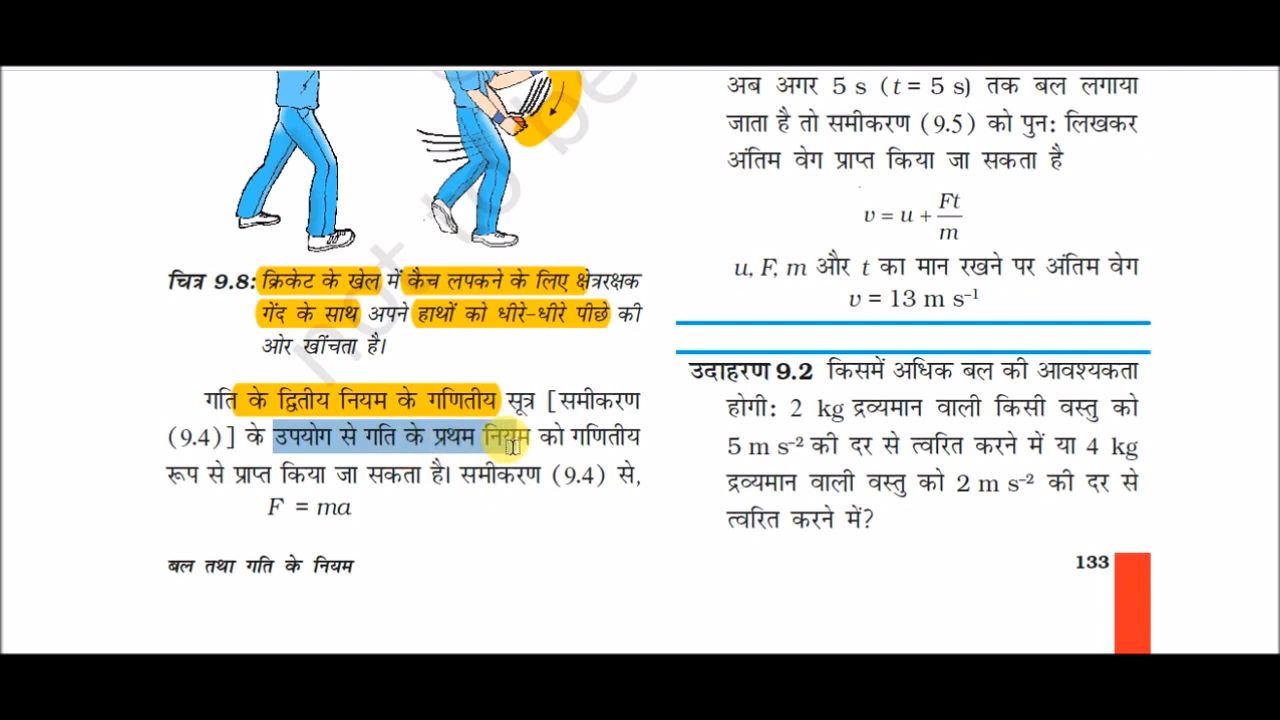 चित्र 9.8: क्रिकेट के खेल में कैच लपकने के लिए क्षेत्ररक्षक
गेंद के साथ अपने हाथों को धीरे-धीरे पीछे की
ओर खींचता है।
गति के द्वितीय नियम के गणितीय सूत्र [समीकरण
(9.4)] के उपयोग से गति के प्रथम नियम को गणितीय
रूप से प्राप्त किया जा सकता है। समीकरण (9.4) से,
F = ma
बल तथा गति के नियम
अब अगर 5 s (t = 5 s) तक बल लगाया
जाता है तो समीकरण (9.5) को पुन: लिखकर
अंतिम वेग प्राप्त किया जा सकता है
v = u + Ft/m
u, F, m और t का मान रखने पर अंतिम वेग
v = 13 m s⁻¹
उदाहरण 9.2 किसमें अधिक बल की आवश्यकता
होगी: 2 kg द्रव्यमान वाली किसी वस्तु को
5 m s⁻² की दर से त्वरित करने में या 4 kg
द्रव्यमान वाली वस्तु को 2 m s⁻² की दर से
त्वरित करने में?
133
not to be